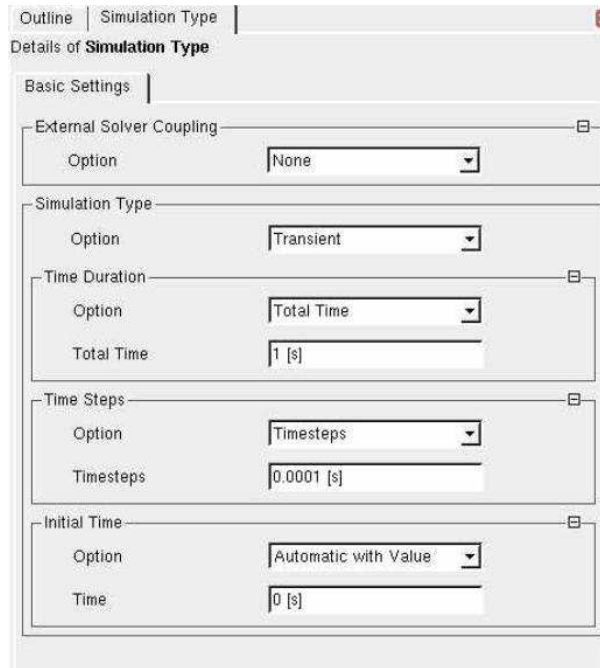 Outline Simulation Type
Details of Simulation Type
Basic Settings
External Solver Coupling
Option None
Simulation Type
Option Transient
Time Duration
Option Total Time
Total Time 1 [s]
Time Steps
Option Timesteps
Timesteps 0.0001 [s]
Initial Time
Option Automatic with Value
Time 0 [s]